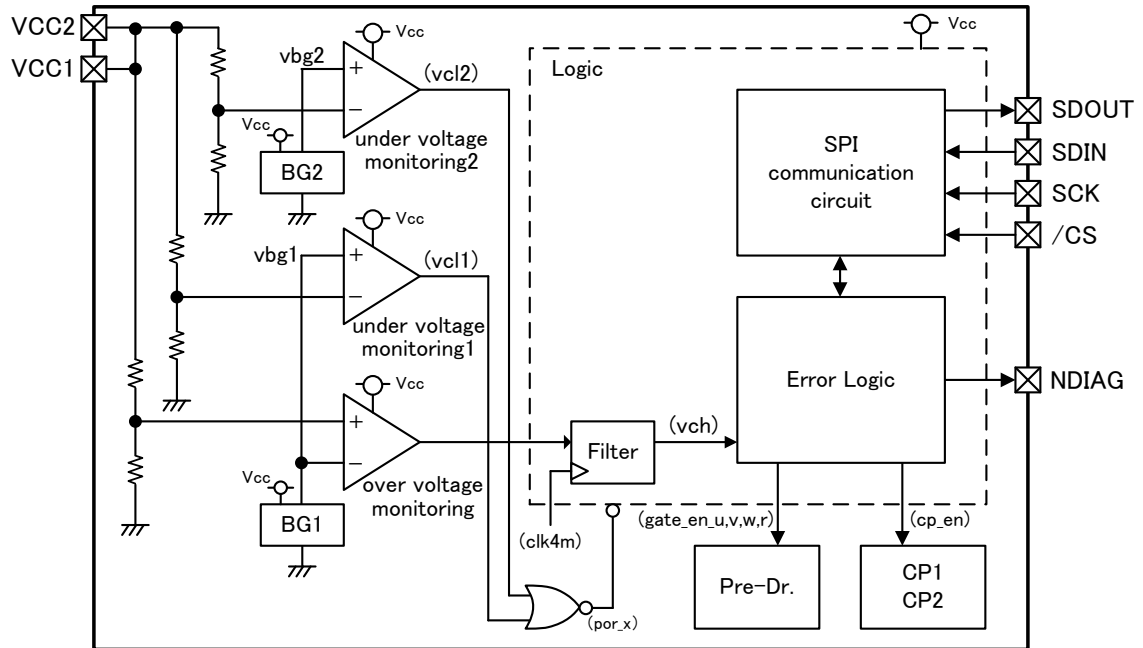 VCC2
VCC1
Vcc
vbg2
+
−
(vcl2)
Vcc
BG2
under voltage
monitoring2
Vcc
vbg1
+
−
(vcl1)
under voltage
monitoring1
Vcc
+
−
Vcc
BG1
over voltage
monitoring
Logic
Vcc
SPI
communication
circuit
SDOUT
SDIN
SCK
/CS
Error Logic
NDIAG
Filter
(vch)
(clk4m)
(por_x)
(gate_en_u,v,w,r)
(cp_en)
Pre-Dr.
CP1
CP2